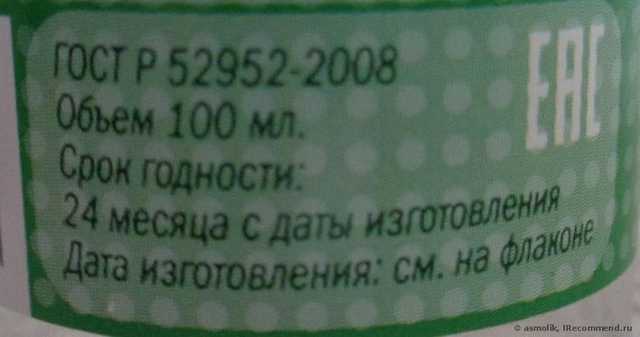 ГОСТ Р 52952-2008
EAC
Объем 100 мл.
Срок годности:
24 месяца с даты изготовления
Дата изготовления: см. на флаконе
© asmolik, IRecommend.ru